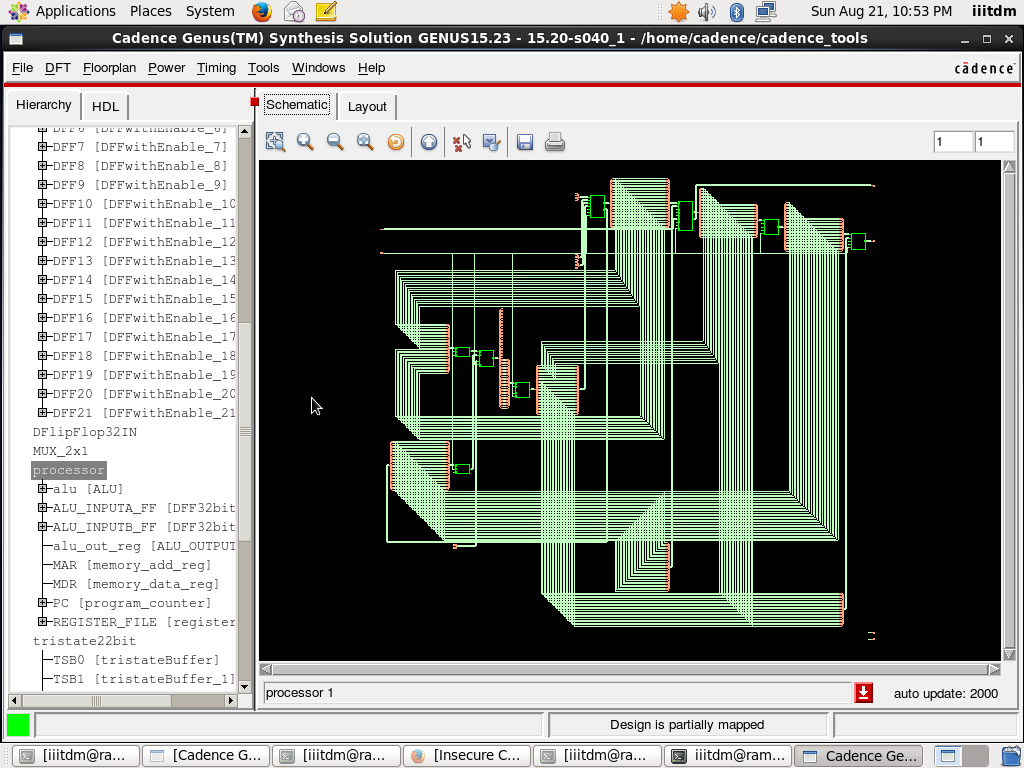 Applications Places System Sun Aug 21, 10:53 PM iiitdm
Cadence Genus(TM) Synthesis Solution GENUS15.23 - 15.20-s040_1 - /home/cadence/cadence_tools
File DFT Floorplan Power Timing Tools Windows Help cādence
Hierarchy HDL Schematic Layout
1 1
DFF6 [DFFwithEnable_6]
DFF7 [DFFwithEnable_7]
DFF8 [DFFwithEnable_8]
DFF9 [DFFwithEnable_9]
DFF10 [DFFwithEnable_10
DFF11 [DFFwithEnable_11
DFF12 [DFFwithEnable_12
DFF13 [DFFwithEnable_13
DFF14 [DFFwithEnable_14
DFF15 [DFFwithEnable_15
DFF16 [DFFwithEnable_16
DFF17 [DFFwithEnable_17
DFF18 [DFFwithEnable_18
DFF19 [DFFwithEnable_19
DFF20 [DFFwithEnable_20
DFF21 [DFFwithEnable_21
DFlipFlop32IN
MUX_2x1
processor
alu [ALU]
ALU_INPUTA_FF [DFF32bit
ALU_INPUTB_FF [DFF32bit
alu_out_reg [ALU_OUTPUT
MAR [memory_add_reg]
MDR [memory_data_reg]
PC [program_counter]
REGISTER_FILE [register
tristate22bit
TSB0 [tristateBuffer]
TSB1 [tristateBuffer_1]
processor 1 auto update: 2000
Design is partially mapped
[iiitdm@ra... [Cadence G... [iiitdm@ra... [Insecure C... [iiitdm@ra... iiitdm@ram... Cadence Ge...